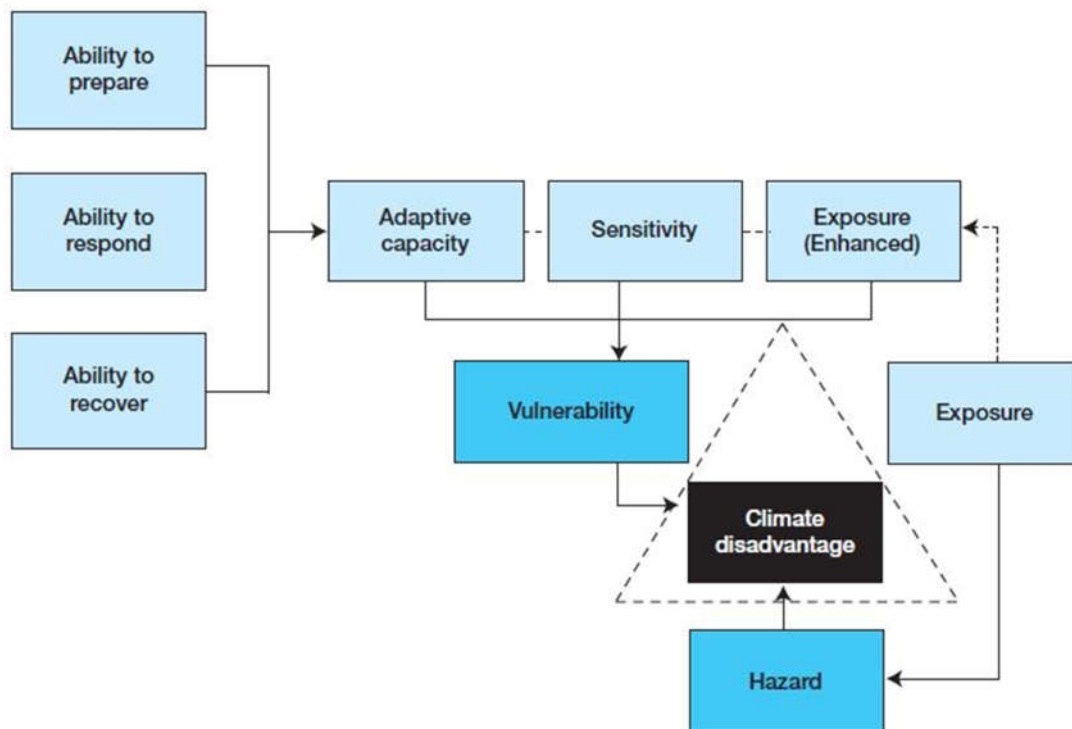 Ability to
prepare
Ability to
respond
Ability to
recover
Adaptive
capacity
Sensitivity
Exposure
(Enhanced)
Vulnerability
Exposure
Climate
disadvantage
Hazard